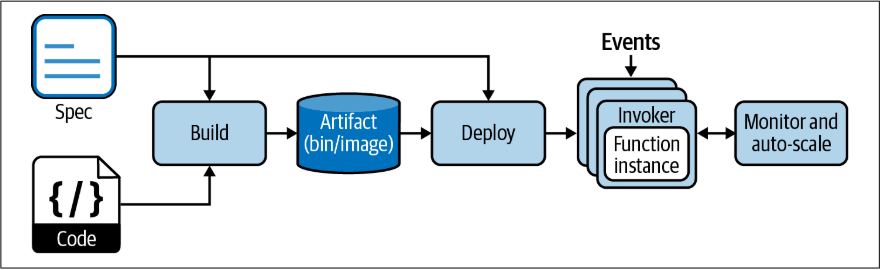 Spec
{/}
Code
Build
Artifact
(bin/image)
Deploy
Events
Invoker
Function
instance
Monitor and
auto-scale